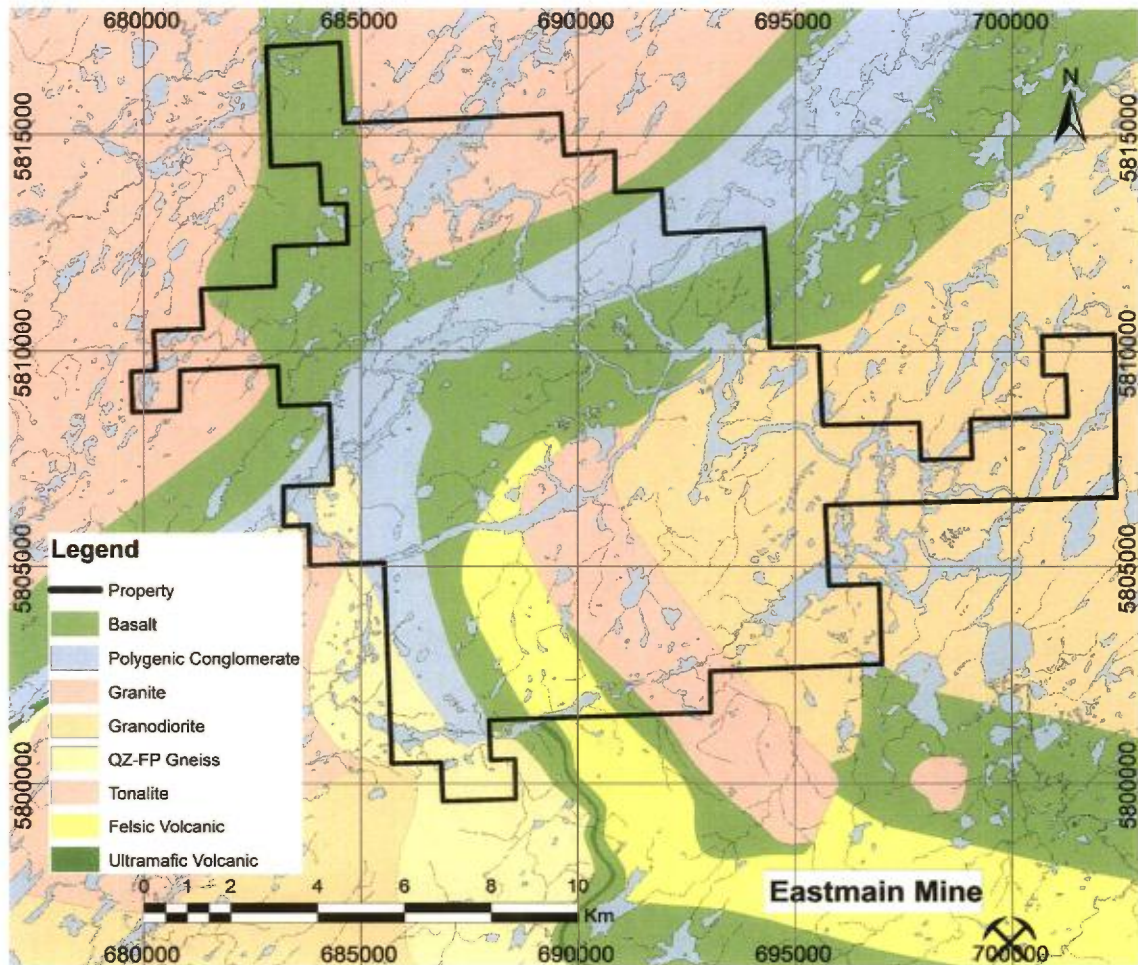 680000 685000 690000 695000 700000
N
5815000 5815000
5810000 5810000
5805000 5805000
5800000 5800000
Legend
Property
Basalt
Polygenic Conglomerate
Granite
Granodiorite
QZ-FP Gneiss
Tonalite
Felsic Volcanic
Ultramafic Volcanic
0 1 2 4 6 8 10
Km
Eastmain Mine
680000 685000 690000 695000 700000